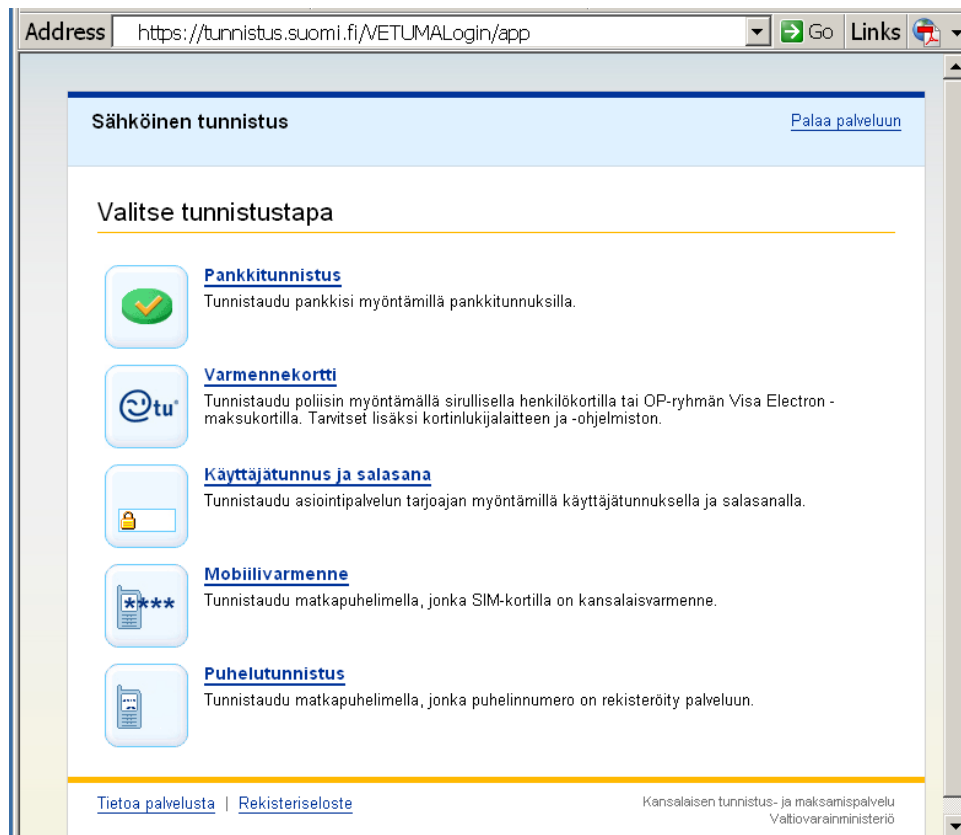 Address https://tunnistus.suomi.fi/VETUMALogin/app Go Links
Sähköinen tunnistus Palaa palveluun
Valitse tunnistustapa
Pankkitunnistus
Tunnistaudu pankkisi myöntämillä pankkitunnuksilla.
Varmennekortti
tu
Tunnistaudu poliisin myöntämällä sirullisella henkilökortilla tai OP-ryhmän Visa Electron -
maksukortilla. Tarvitset lisäksi kortinlukijalaitteen ja -ohjelmiston.
Käyttäjätunnus ja salasana
Tunnistaudu asiointipalvelun tarjoajan myöntämillä käyttäjätunnuksella ja salasanalla.
Mobiilivarmenne
****
Tunnistaudu matkapuhelimella, jonka SIM-kortilla on kansalaisvarmenne.
Puhelutunnistus
Tunnistaudu matkapuhelimella, jonka puhelinnumero on rekisteröity palveluun.
Tietoa palvelusta | Rekisteriseloste
Kansalaisen tunnistus- ja maksamispalvelu
Valtiovarainministeriö